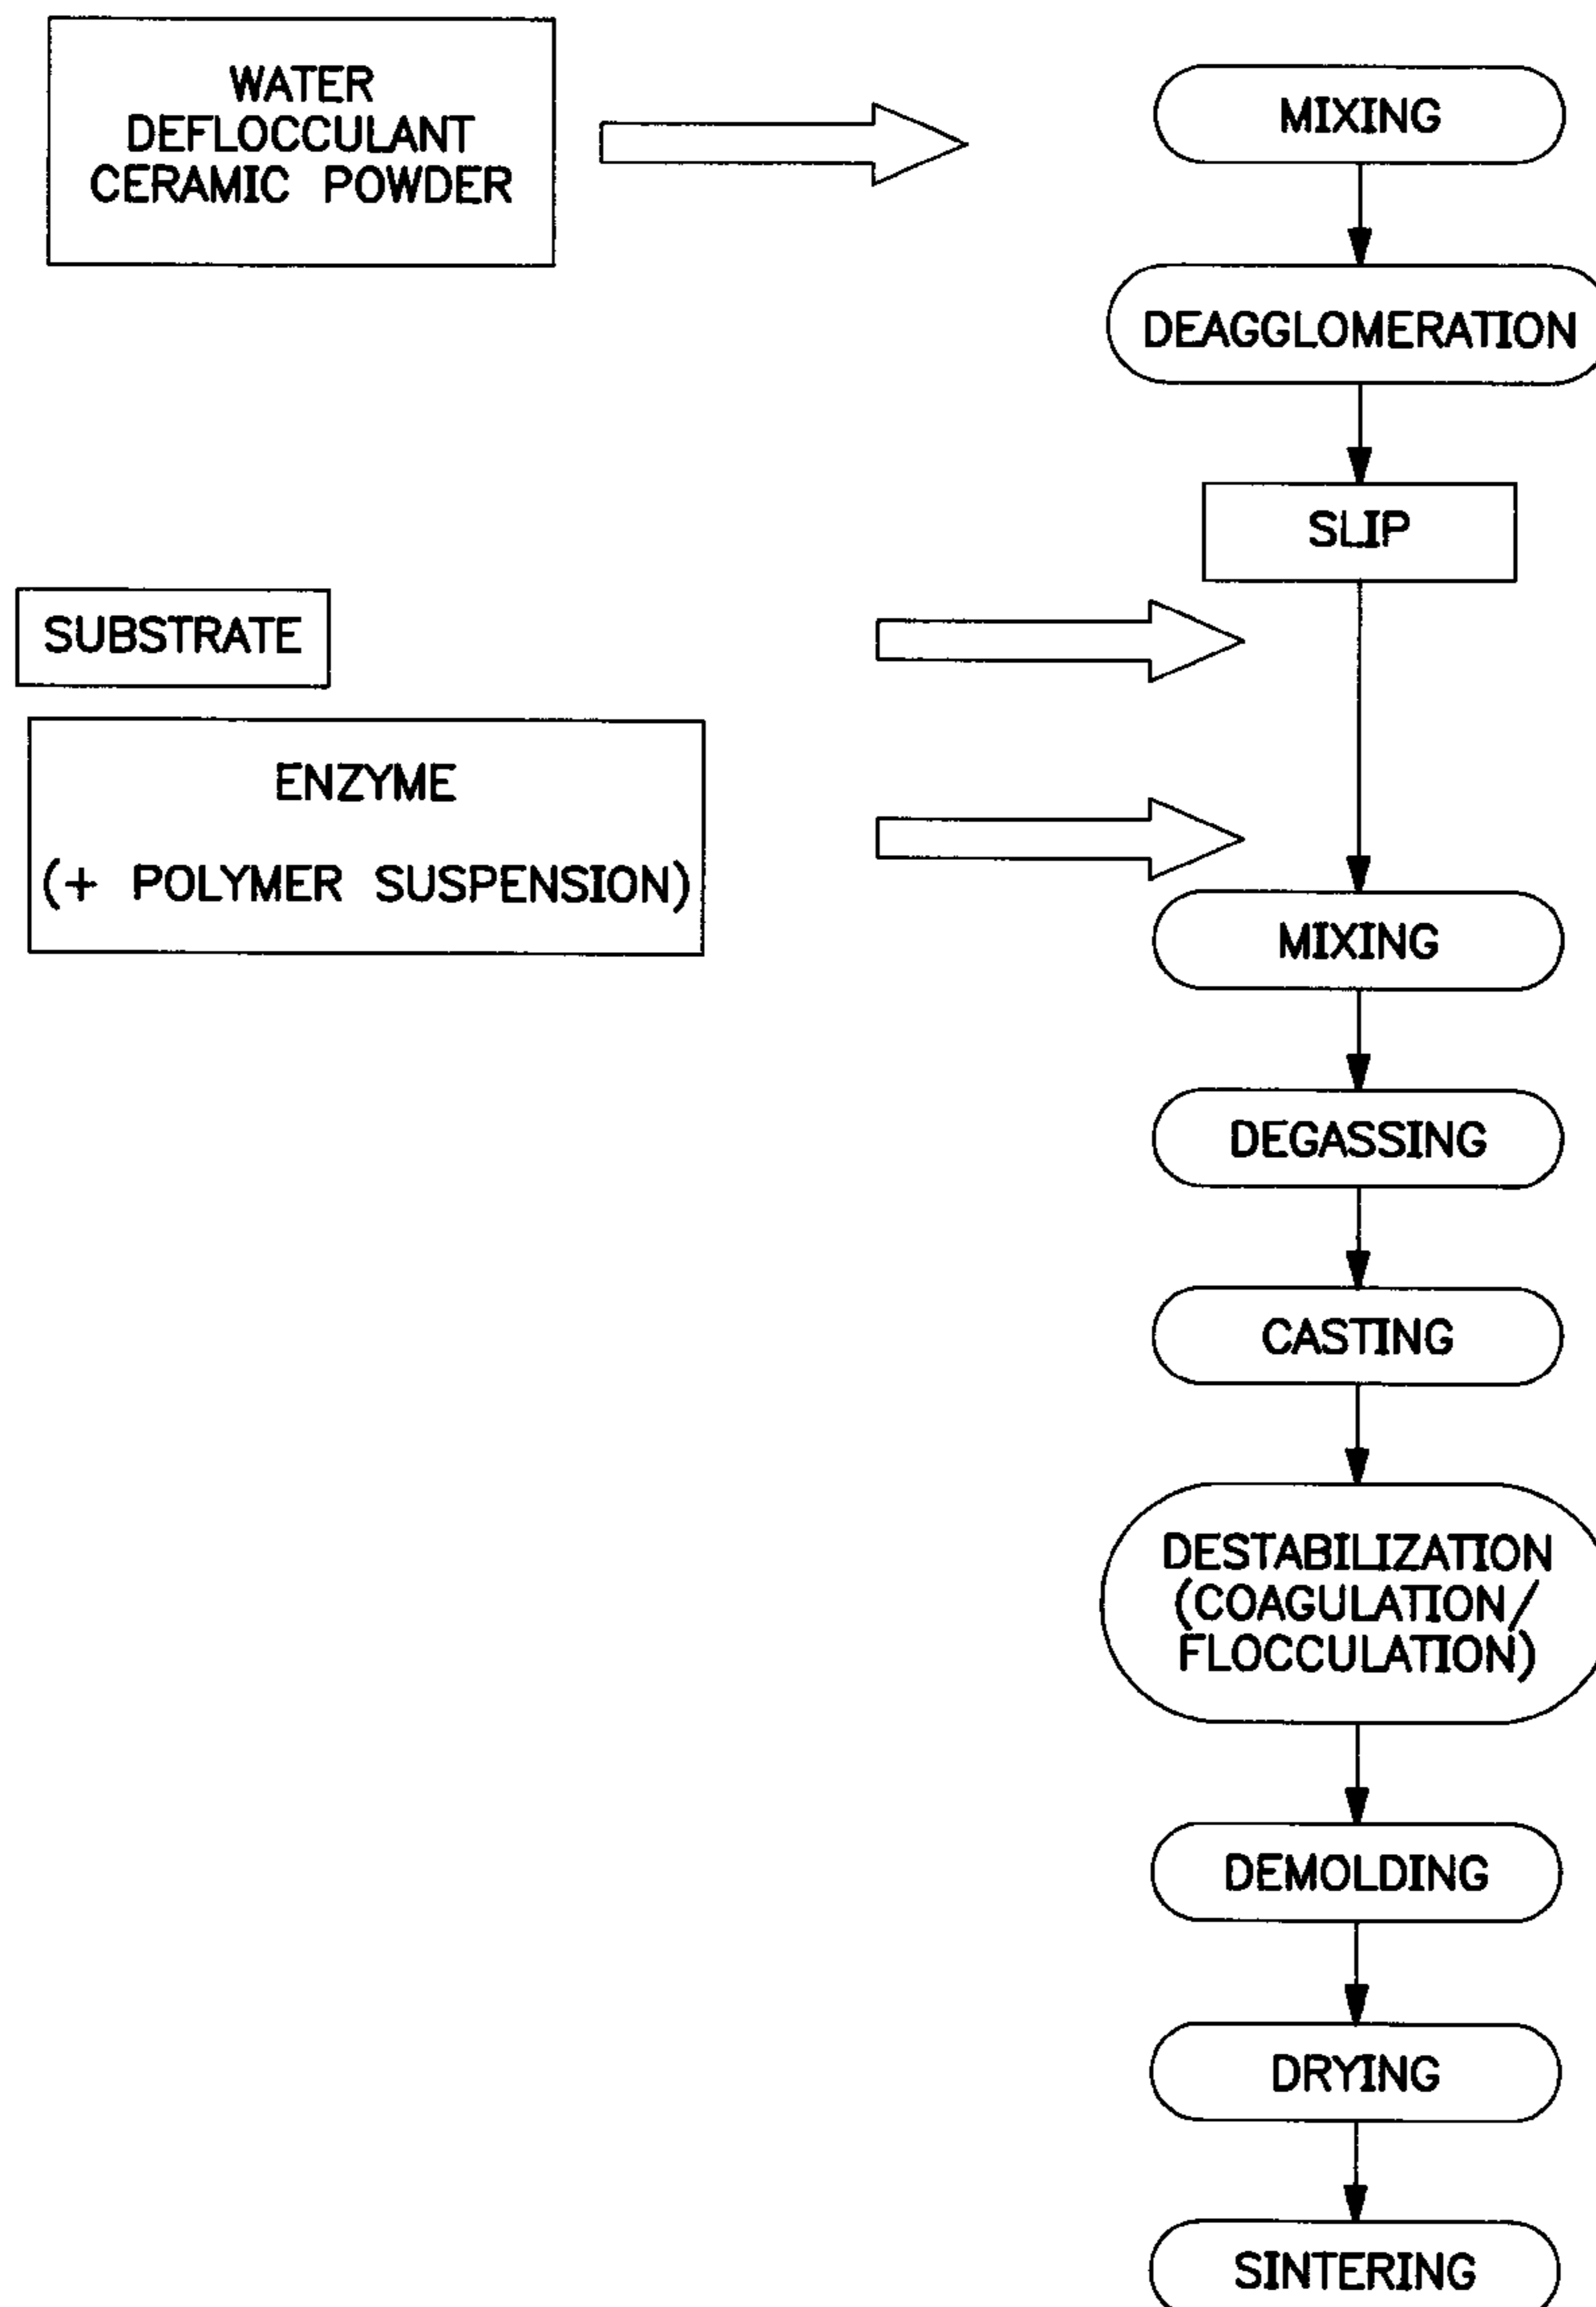 WATER
DEFLOCCULANT
CERAMIC POWDER
MIXING
DEAGGLOMERATION
SLIP
SUBSTRATE
ENZYME
(+ POLYMER SUSPENSION)
MIXING
DEGASSING
CASTING
DESTABILIZATION
(COAGULATION/
FLOCCULATION)
DEMOLDING
DRYING
SINTERING